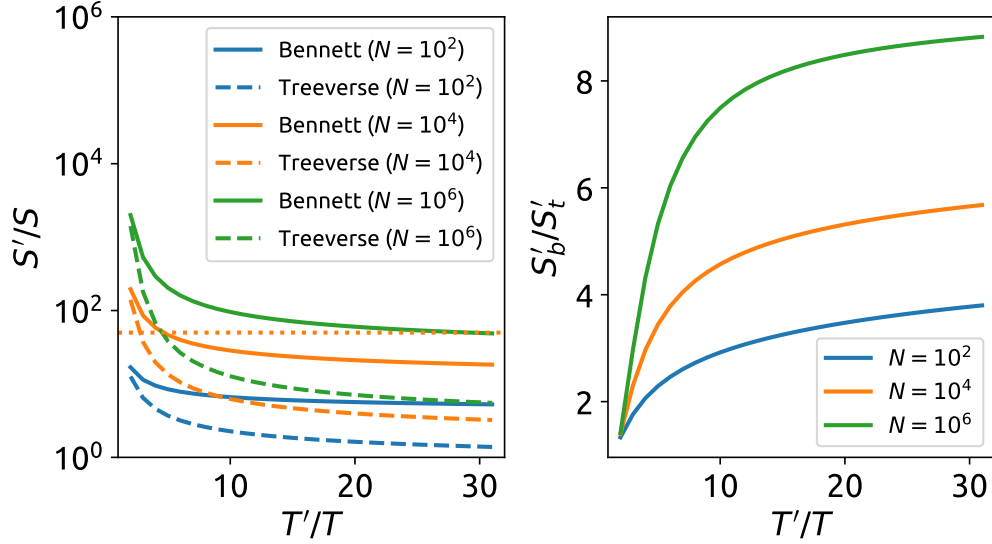 10^6
10^4
10^2
10^0
S′/S
Bennett (N = 10^2)
Treeverse (N = 10^2)
Bennett (N = 10^4)
Treeverse (N = 10^4)
Bennett (N = 10^6)
Treeverse (N = 10^6)
10
20
30
T′/T
8
6
4
2
S′_b/S′_t
N = 10^2
N = 10^4
N = 10^6
10
20
30
T′/T